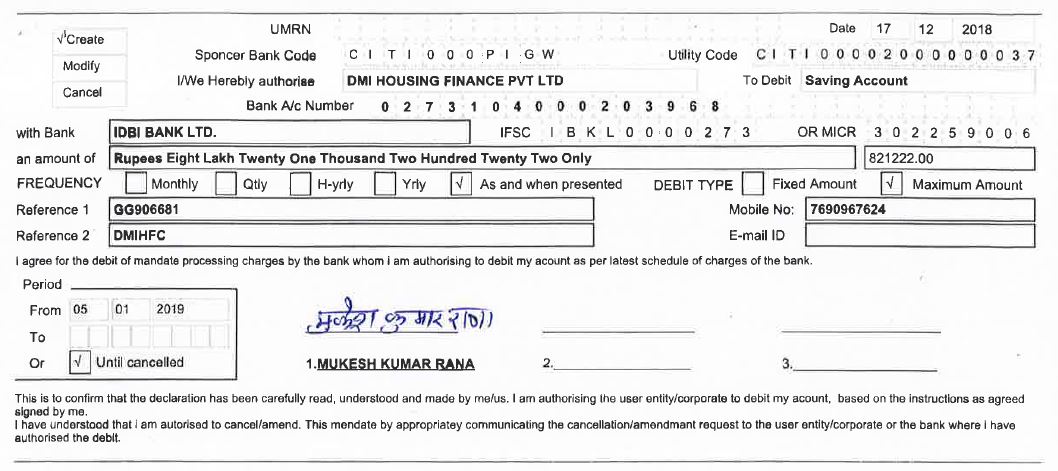 UMRN Date 17 12 2018
√ Create
Sponcer Bank Code C I T I 0 0 0 P I G W Utility Code C I T I 0 0 0 0 2 0 0 0 0 0 0 0 3 7
Modify
I/We Hereby authorise DMI HOUSING FINANCE PVT LTD To Debit Saving Account
Cancel
Bank A/c Number 0 2 7 3 1 0 4 0 0 0 2 0 3 9 6 8
with Bank IDBI BANK LTD. IFSC I B K L 0 0 0 0 2 7 3 OR MICR 3 0 2 2 5 9 0 0 6
an amount of Rupees Eight Lakh Twenty One Thousand Two Hundred Twenty Two Only 821222.00
FREQUENCY Monthly Qtly H-yrly Yrly √ As and when presented DEBIT TYPE Fixed Amount √ Maximum Amount
Reference 1 GG906681 Mobile No: 7690967624
Reference 2 DMIHFC E-mail ID
I agree for the debit of mandate processing charges by the bank whom i am authorising to debit my acount as per latest schedule of charges of the bank.
Period
From 05 01 2019
To
मुकेश कुमार राणा
Or √ Until cancelled 1.MUKESH KUMAR RANA 2. 3.
This is to confirm that the declaration has been carefully read, understood and made by me/us. I am authorising the user entity/corporate to debit my acount, based on the instructions as agreed
signed by me.
I have understood that i am autorised to cancel/amend. This mendate by appropriatey communicating the cancellation/amendmant request to the user entity/corporate or the bank where i have
authorised the debit.